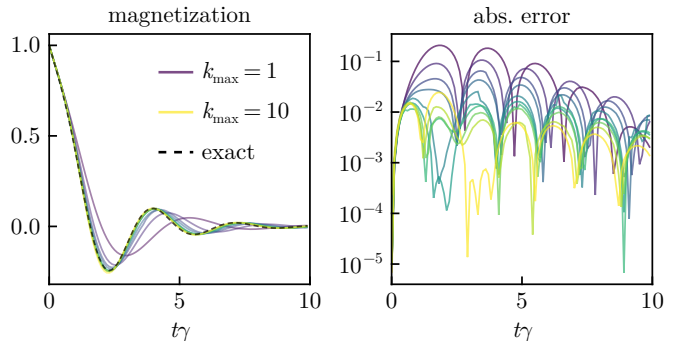 magnetization
1.0
0.5
0.0
k_max = 1
k_max = 10
exact
0
5
10
tγ
abs. error
10^−1
10^−2
10^−3
10^−4
10^−5
0
5
10
tγ